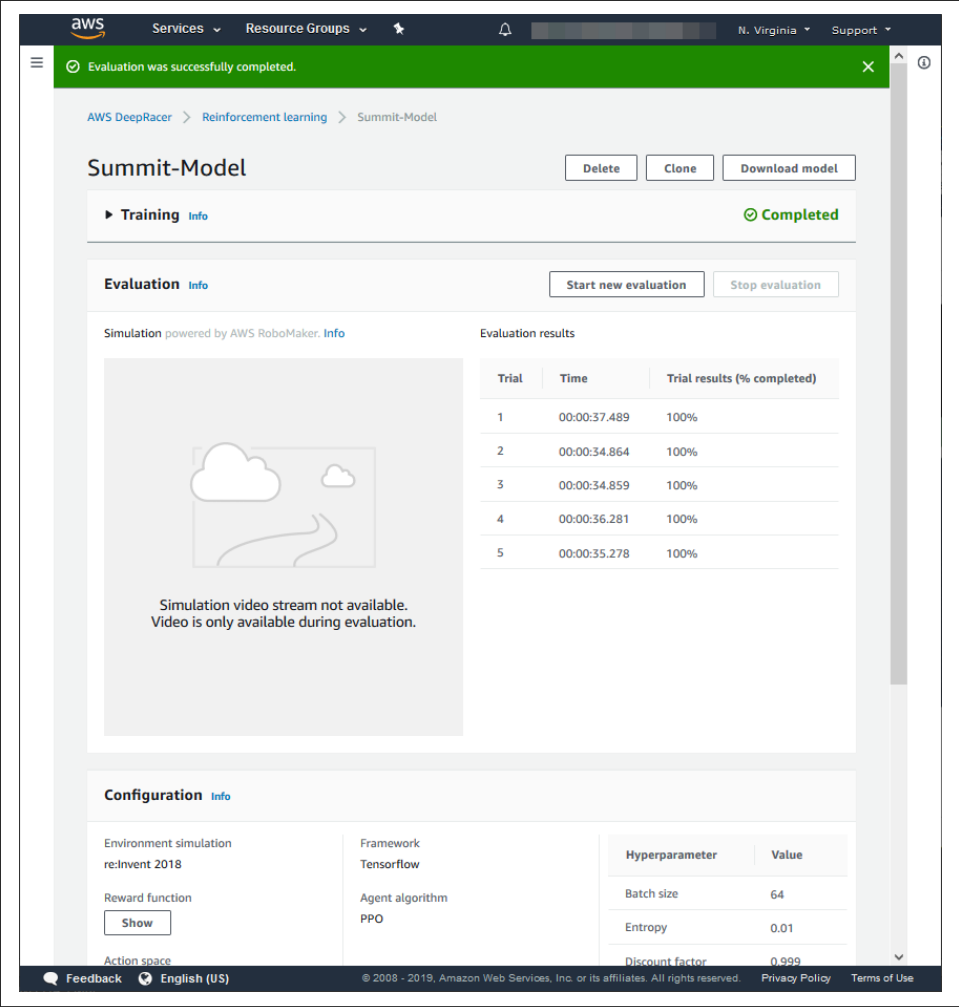 aws Services Resource Groups N. Virginia Support
Evaluation was successfully completed.
AWS DeepRacer > Reinforcement learning > Summit-Model
Summit-Model Delete Clone Download model
Training Info Completed
Evaluation Info Start new evaluation Stop evaluation
Simulation powered by AWS RoboMaker. Info
Simulation video stream not available.
Video is only available during evaluation.
Evaluation results
Trial Time Trial results (% completed)
1 00:00:37.489 100%
2 00:00:34.864 100%
3 00:00:34.859 100%
4 00:00:36.281 100%
5 00:00:35.278 100%
Configuration Info
Environment simulation
re:Invent 2018
Reward function
Show
Action space
Framework
Tensorflow
Agent algorithm
PPO
Hyperparameter Value
Batch size 64
Entropy 0.01
Discount factor 0.999
Feedback English (US) © 2008 - 2019, Amazon Web Services, Inc. or its affiliates. All rights reserved. Privacy Policy Terms of Use